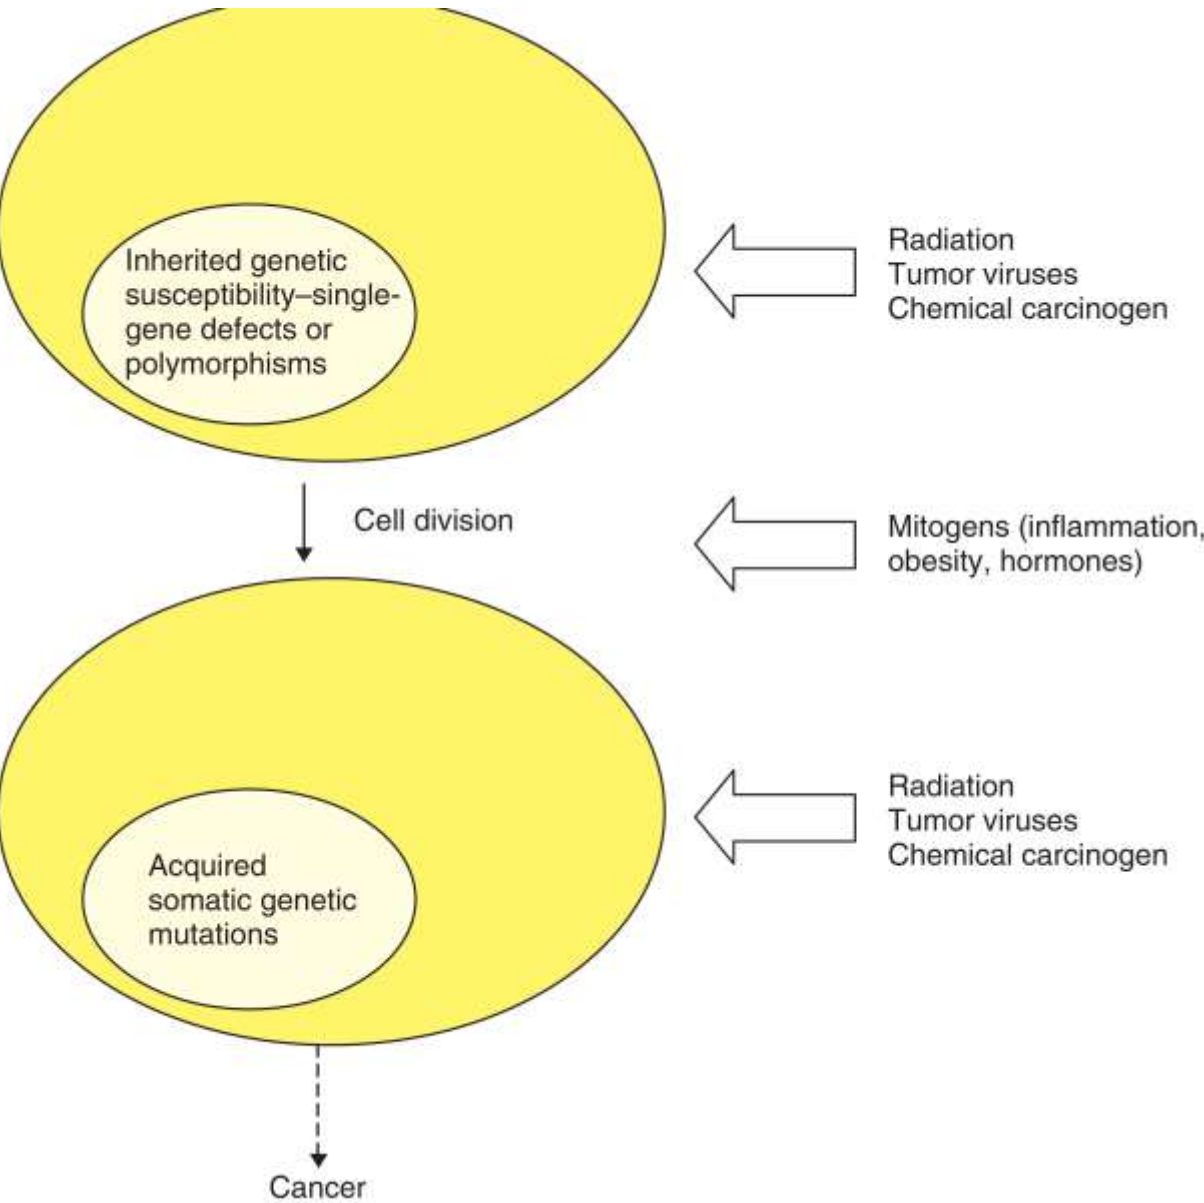 Inherited genetic
susceptibility–single-
gene defects or
polymorphisms
Radiation
Tumor viruses
Chemical carcinogen
Cell division
Mitogens (inflammation,
obesity, hormones)
Acquired
somatic genetic
mutations
Radiation
Tumor viruses
Chemical carcinogen
Cancer